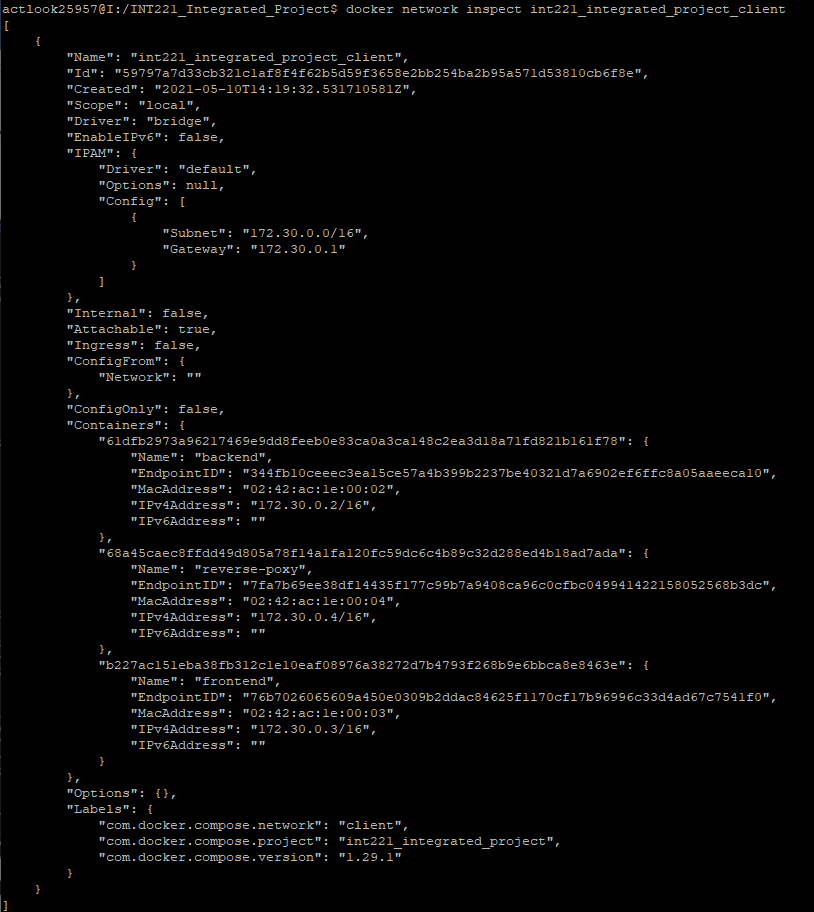 actlook25957@I:/INT221_Integrated_Project$ docker network inspect int221_integrated_project_client
[
    {
        "Name": "int221_integrated_project_client",
        "Id": "59797a7d33cb321c1af8f4f62b5d59f3658e2bb254ba2b95a571d53810cb6f8e",
        "Created": "2021-05-10T14:19:32.531710581Z",
        "Scope": "local",
        "Driver": "bridge",
        "EnableIPv6": false,
        "IPAM": {
            "Driver": "default",
            "Options": null,
            "Config": [
                {
                    "Subnet": "172.30.0.0/16",
                    "Gateway": "172.30.0.1"
                }
            ]
        },
        "Internal": false,
        "Attachable": true,
        "Ingress": false,
        "ConfigFrom": {
            "Network": ""
        },
        "ConfigOnly": false,
        "Containers": {
            "61dfb2973a96217469e9dd8feeb0e83ca0a3ca148c2ea3d18a71fd821b161f78": {
                "Name": "backend",
                "EndpointID": "344fb10ceeec3ea15ce57a4b399b2237be40321d7a6902ef6ffc8a05aaeeca10",
                "MacAddress": "02:42:ac:1e:00:02",
                "IPv4Address": "172.30.0.2/16",
                "IPv6Address": ""
            },
            "68a45caec8ffdd49d805a78f14a1fa120fc59dc6c4b89c32d288ed4b18ad7ada": {
                "Name": "reverse-poxy",
                "EndpointID": "7fa7b69ee38df14435f177c99b7a9408ca96c0cfbc049941422158052568b3dc",
                "MacAddress": "02:42:ac:1e:00:04",
                "IPv4Address": "172.30.0.4/16",
                "IPv6Address": ""
            },
            "b227ac151eba38fb312c1e10eaf08976a38272d7b4793f268b9e6bbca8e8463e": {
                "Name": "frontend",
                "EndpointID": "76b7026065609a450e0309b2ddac84625f1170cf17b96996c33d4ad67c7541f0",
                "MacAddress": "02:42:ac:1e:00:03",
                "IPv4Address": "172.30.0.3/16",
                "IPv6Address": ""
            }
        },
        "Options": {},
        "Labels": {
            "com.docker.compose.network": "client",
            "com.docker.compose.project": "int221_integrated_project",
            "com.docker.compose.version": "1.29.1"
        }
    }
]